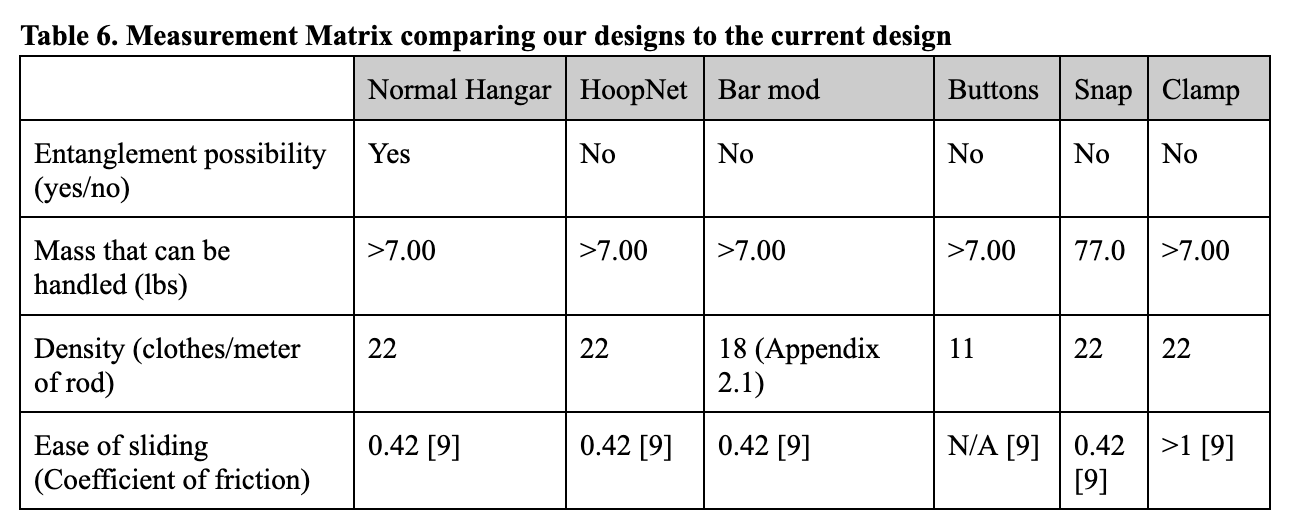 Table 6. Measurement Matrix comparing our designs to the current design
Normal Hangar HoopNet Bar mod Buttons Snap Clamp
Entanglement possibility Yes No No No No No
(yes/no)
Mass that can be >7.00 >7.00 >7.00 >7.00 77.0 >7.00
handled (lbs)
Density (clothes/meter 22 22 18 (Appendix 11 22 22
of rod) 2.1)
Ease of sliding 0.42 [9] 0.42 [9] 0.42 [9] N/A [9] 0.42 >1 [9]
(Coefficient of friction) [9]